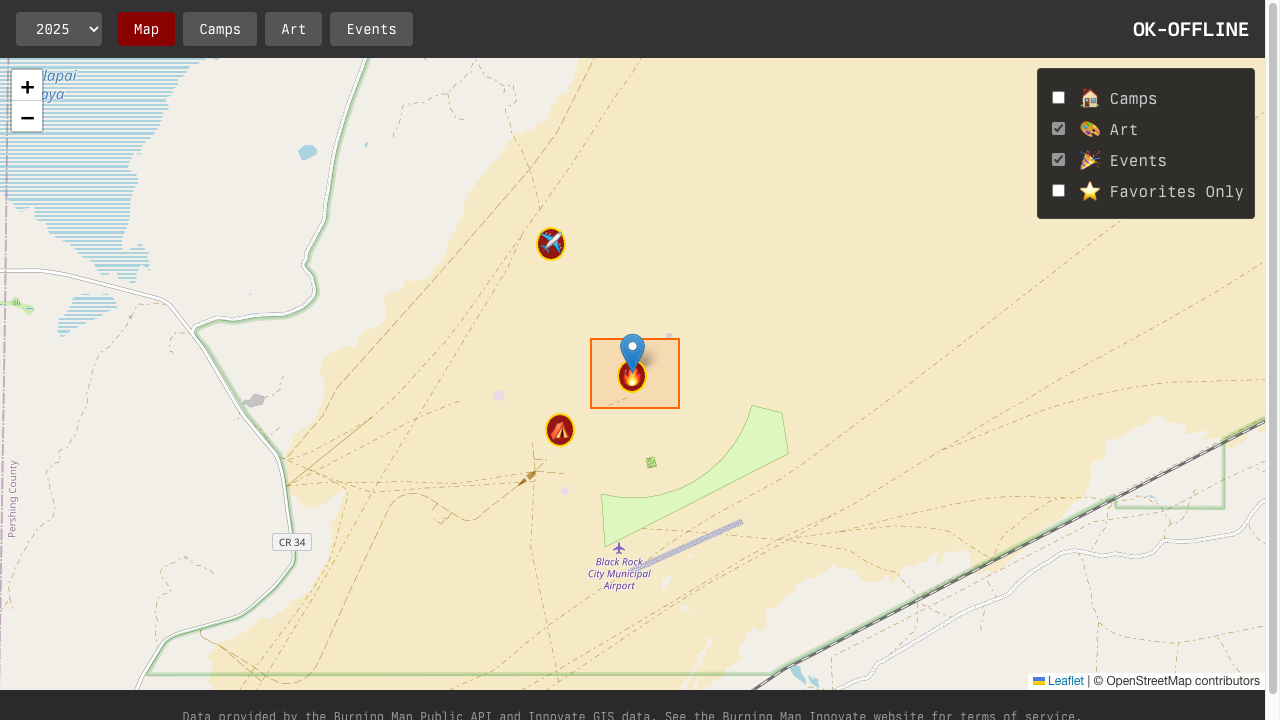 2025
Map
Camps
Art
Events
OK-OFFLINE
+
−
lapai
aya
Camps
Art
Events
Favorites Only
Pershing County
CR 34
Black Rock
City Municipal
Airport
Leaflet | © OpenStreetMap contributors
Data provided by the Burning Man Public API and Innovate GIS data. See the Burning Man Innovate website for terms of service.